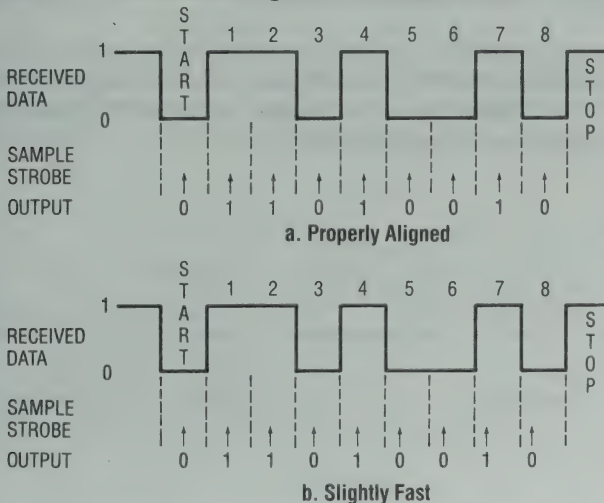 S
T
A
R
T
1 2 3 4 5 6 7 8
1
0
RECEIVED
DATA
S
T
O
P
SAMPLE
STROBE
OUTPUT 0 1 1 0 1 0 0 1 0
a. Properly Aligned
S
T
A
R
T
1 2 3 4 5 6 7 8
1
0
RECEIVED
DATA
S
T
O
P
SAMPLE
STROBE
OUTPUT 0 1 1 0 1 0 0 1 0
b. Slightly Fast